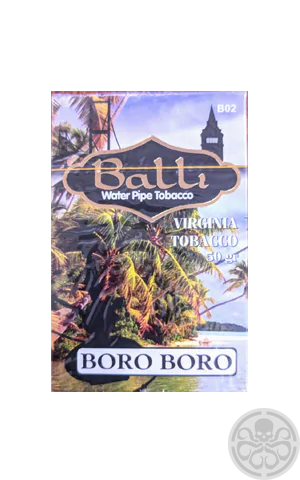 B02
Balli
Water Pipe Tobacco
VIRGINIA
TOBACCO
50 g.
BORO BORO